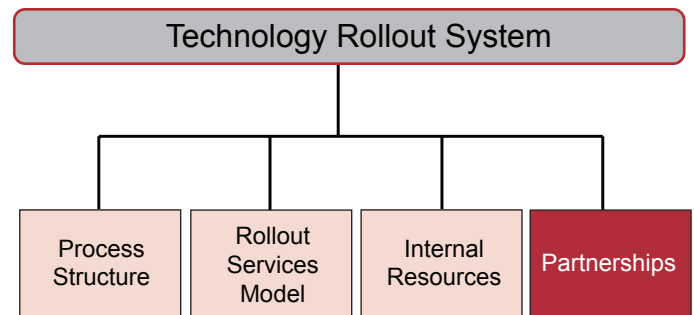 Technology Rollout System
Process
Structure
Rollout
Services
Model
Internal
Resources
Partnerships